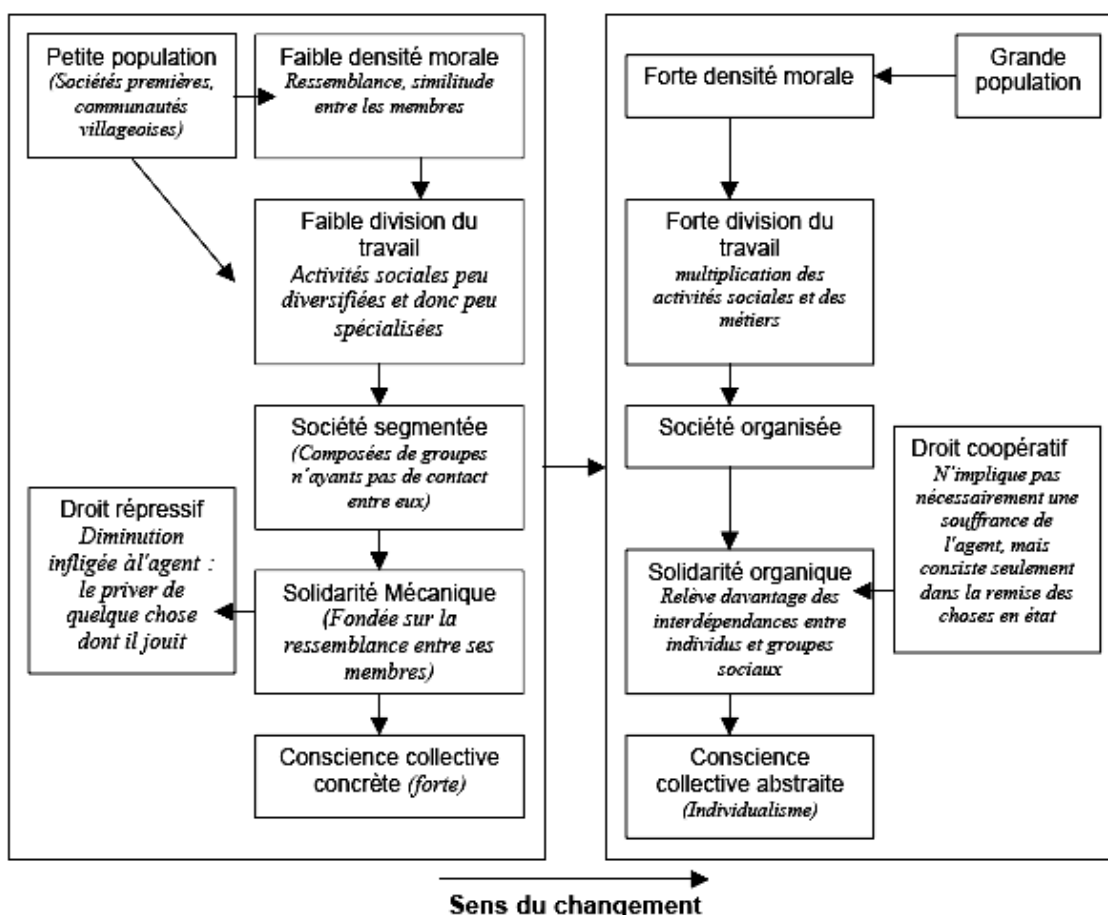 Petite population
(Sociétés premières,
communautés
villageoises)
Faible densité morale
Ressemblance, similitude
entre les membres
Faible division du
travail
Activités sociales peu
diversifiées et donc peu
spécialisées
Société segmentée
(Composées de groupes
n'ayants pas de contact
entre eux)
Droit répressif
Diminution
infligée àl'agent :
le priver de
quelque chose
dont il jouit
Solidarité Mécanique
(Fondée sur la
ressemblance entre ses
membres)
Conscience collective
concrète (forte)
Forte densité morale
Grande
population
Forte division du
travail
multiplication des
activités sociales et des
métiers
Société organisée
Droit coopératif
N'implique pas
nécessairement une
souffrance de
l'agent, mais
consiste seulement
dans la remise des
choses en état
Solidarité organique
Relève davantage des
interdépendances entre
individus et groupes
sociaux
Conscience
collective abstraite
(Individualisme)
Sens du changement